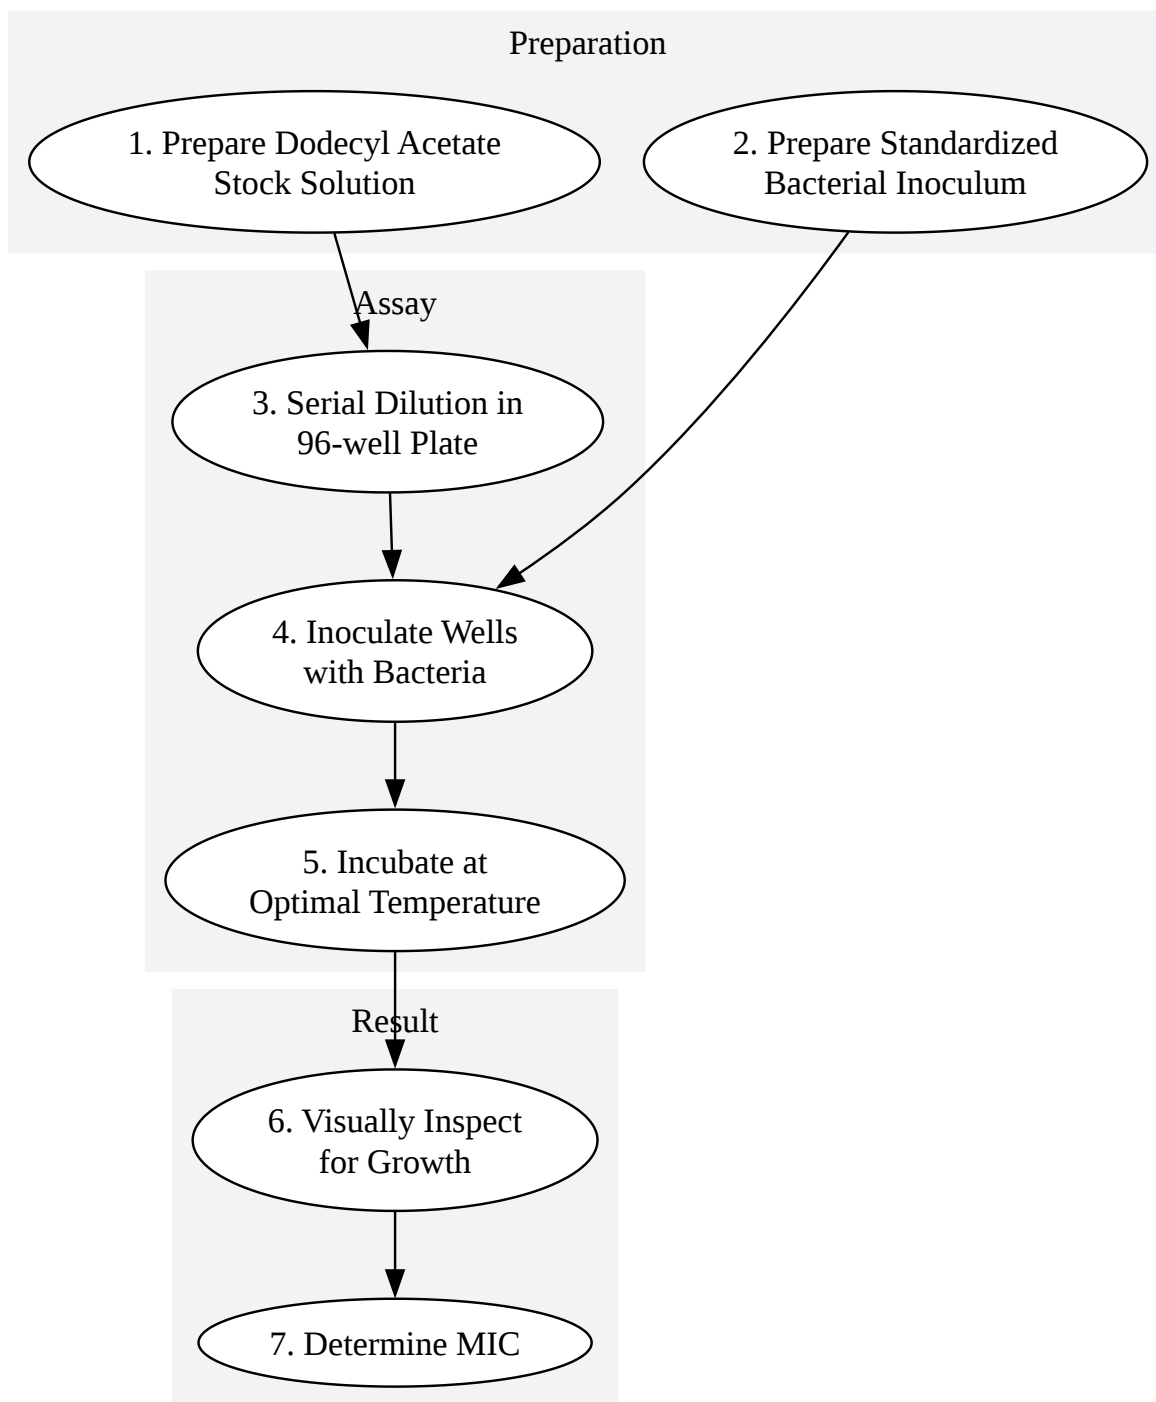 Preparation
1. Prepare Dodecyl Acetate
Stock Solution
2. Prepare Standardized
Bacterial Inoculum
Assay
3. Serial Dilution in
96-well Plate
4. Inoculate Wells
with Bacteria
5. Incubate at
Optimal Temperature
Result
6. Visually Inspect
for Growth
7. Determine MIC